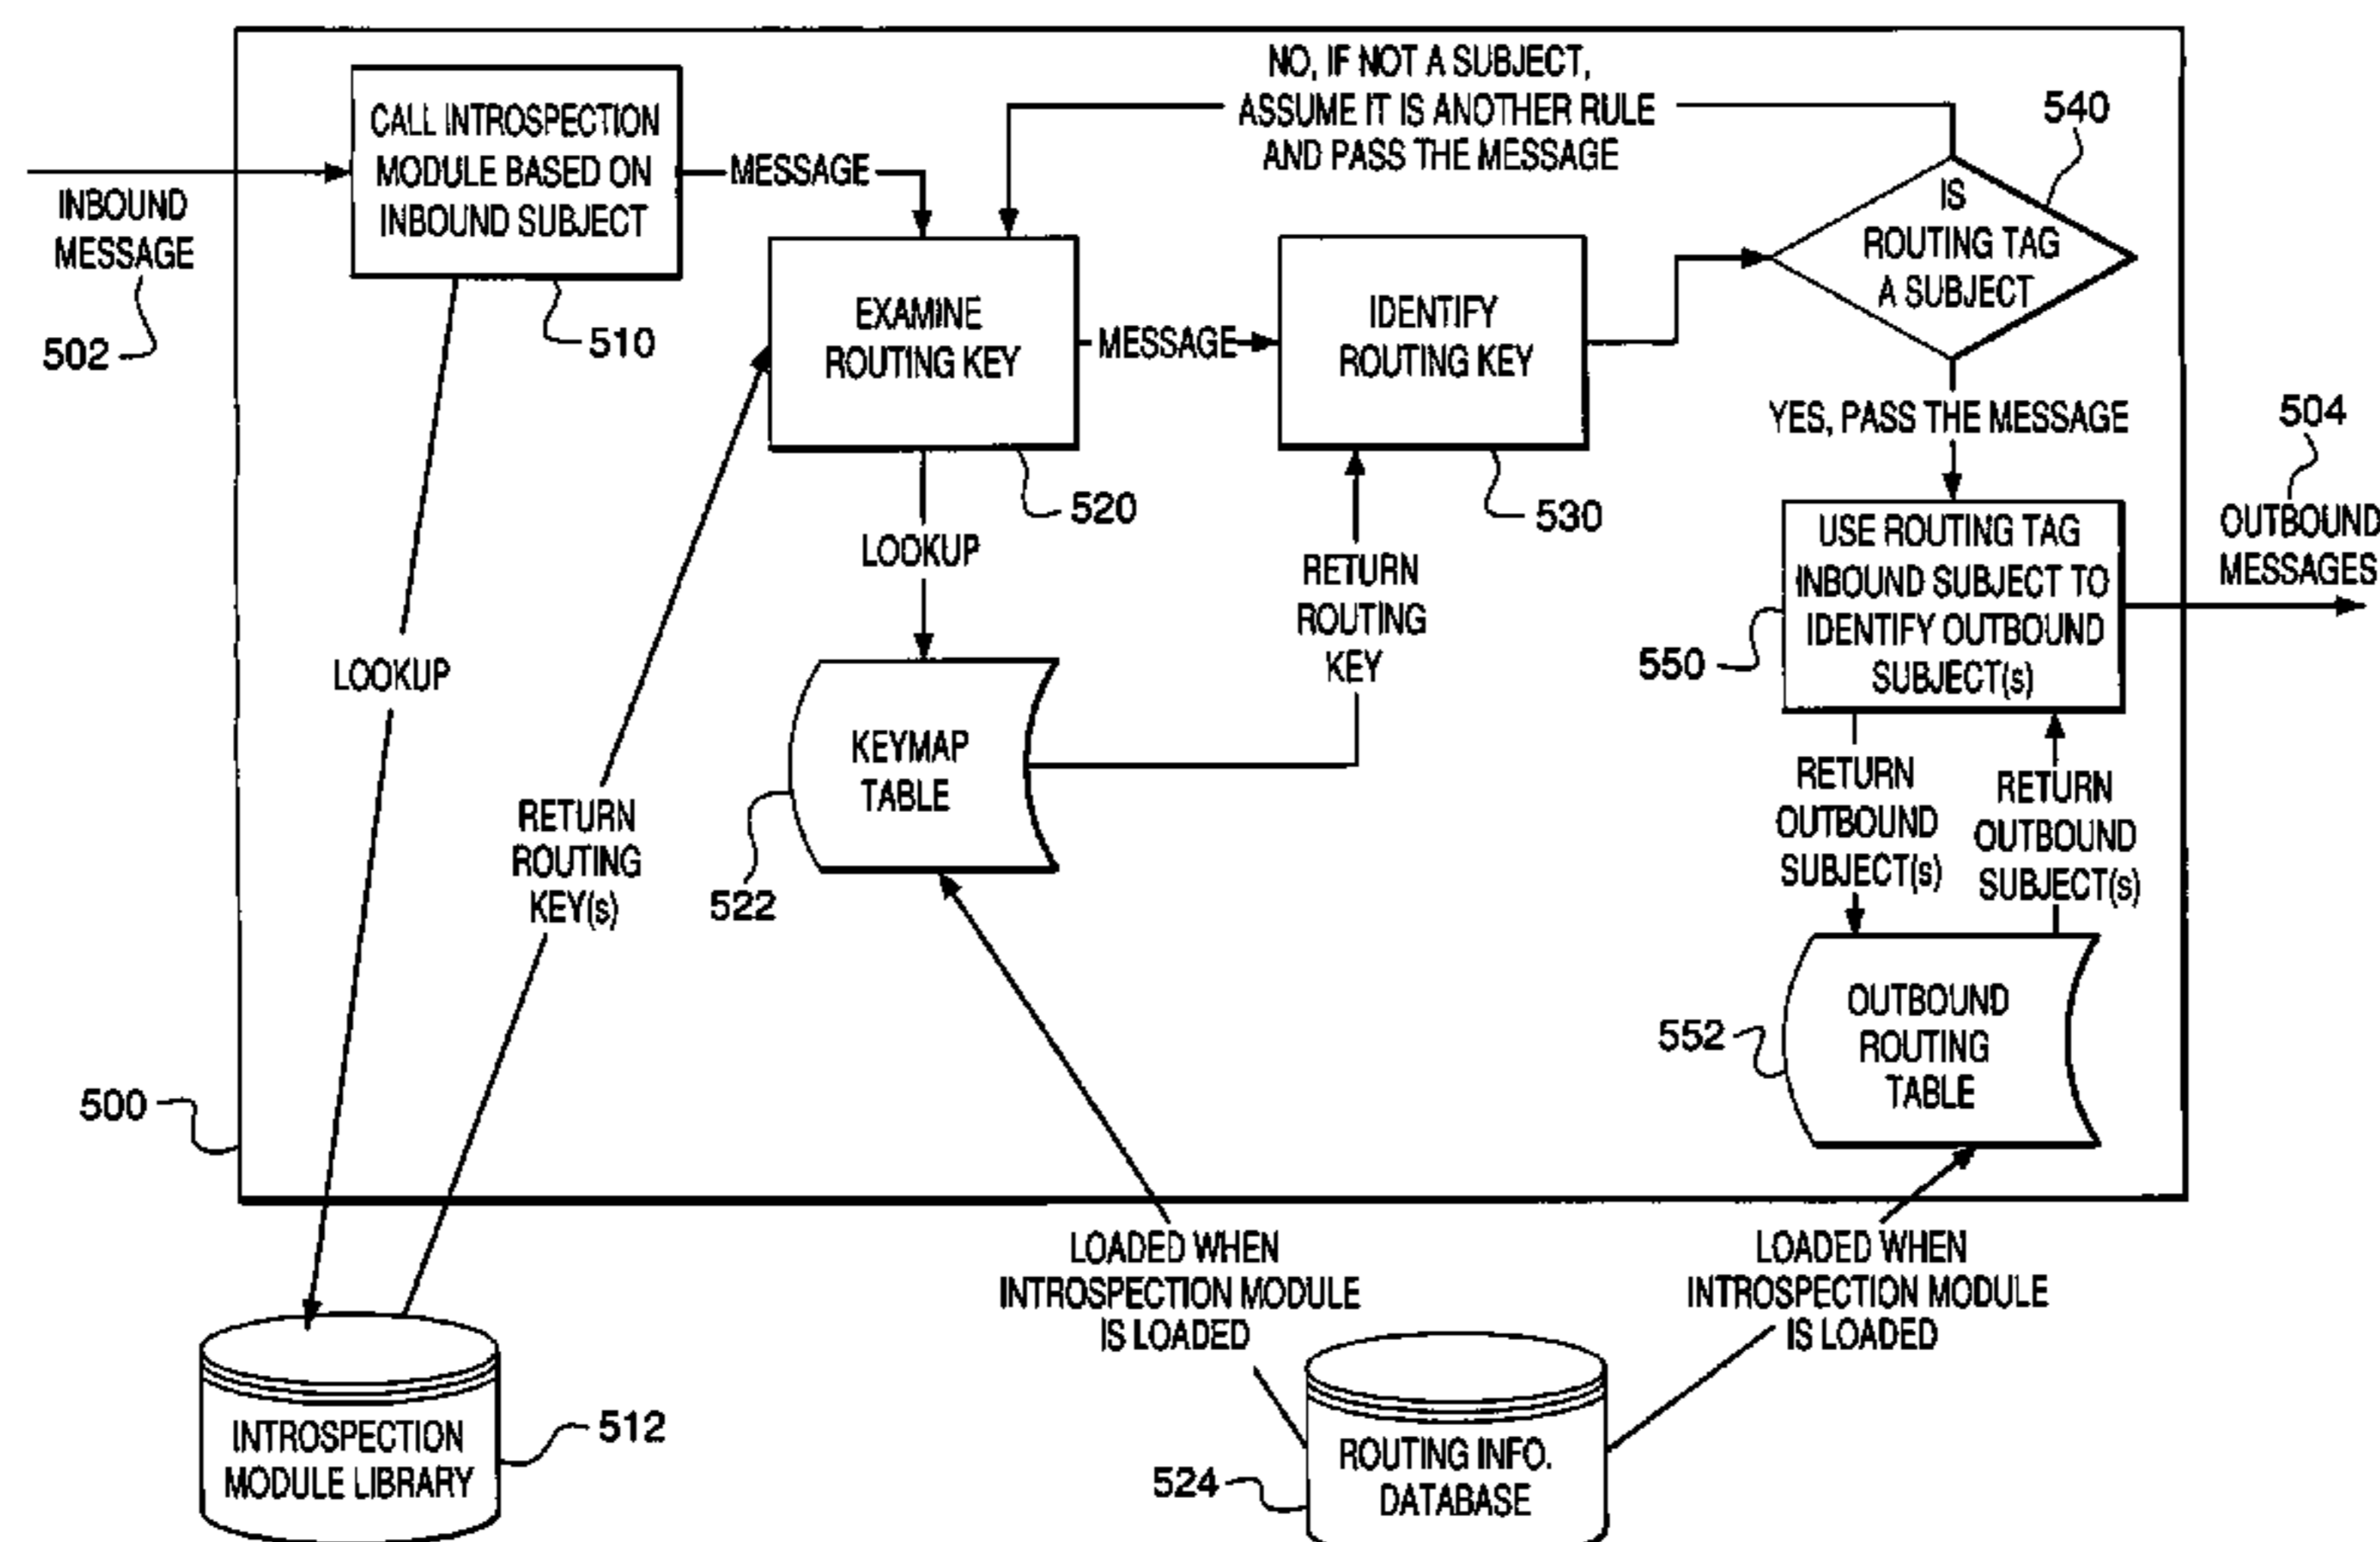 NO, IF NOT A SUBJECT,
ASSUME IT IS ANOTHER RULE
AND PASS THE MESSAGE
540
CALL INTROSPECTION
MODULE BASED ON
INBOUND SUBJECT
MESSAGE
INBOUND
MESSAGE
502
510
IS
ROUTING TAG
A SUBJECT
EXAMINE
ROUTING KEY
MESSAGE
IDENTIFY
ROUTING KEY
YES, PASS THE MESSAGE
504
OUTBOUND
MESSAGES
520
530
LOOKUP
RETURN
ROUTING
KEY
USE ROUTING TAG
INBOUND SUBJECT TO
IDENTIFY OUTBOUND
SUBJECT(s)
550
LOOKUP
KEYMAP
TABLE
522
RETURN
ROUTING
KEY(s)
RETURN
OUTBOUND
SUBJECT(s)
RETURN
OUTBOUND
SUBJECT(s)
OUTBOUND
ROUTING
TABLE
552
500
LOADED WHEN
INTROSPECTION MODULE
IS LOADED
LOADED WHEN
INTROSPECTION MODULE
IS LOADED
INTROSPECTION
MODULE LIBRARY
512
ROUTING INFO.
DATABASE
524